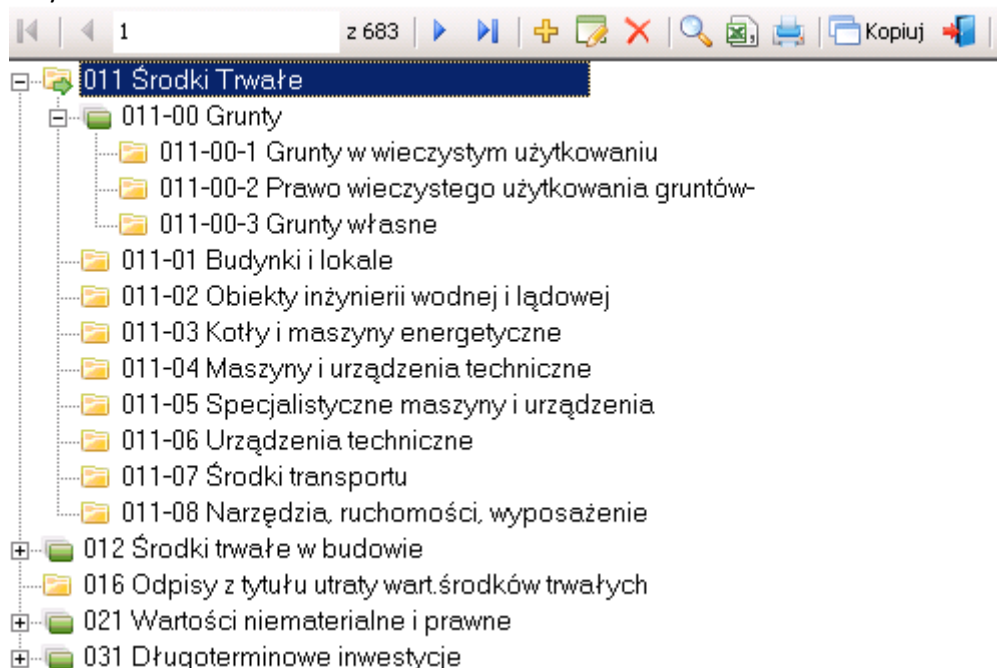 1 z 683 Kopiuj
011 Środki Trwałe
011-00 Grunty
011-00-1 Grunty w wieczystym użytkowaniu
011-00-2 Prawo wieczystego użytkowania gruntów-
011-00-3 Grunty własne
011-01 Budynki i lokale
011-02 Obiekty inżynierii wodnej i lądowej
011-03 Kotły i maszyny energetyczne
011-04 Maszyny i urządzenia techniczne
011-05 Specjalistyczne maszyny i urządzenia
011-06 Urządzenia techniczne
011-07 Środki transportu
011-08 Narzędzia, ruchomości, wyposażenie
012 Środki trwałe w budowie
016 Odpisy z tytułu utraty wart.środków trwałych
021 Wartości niematerialne i prawne
031 Długoterminowe inwestycje